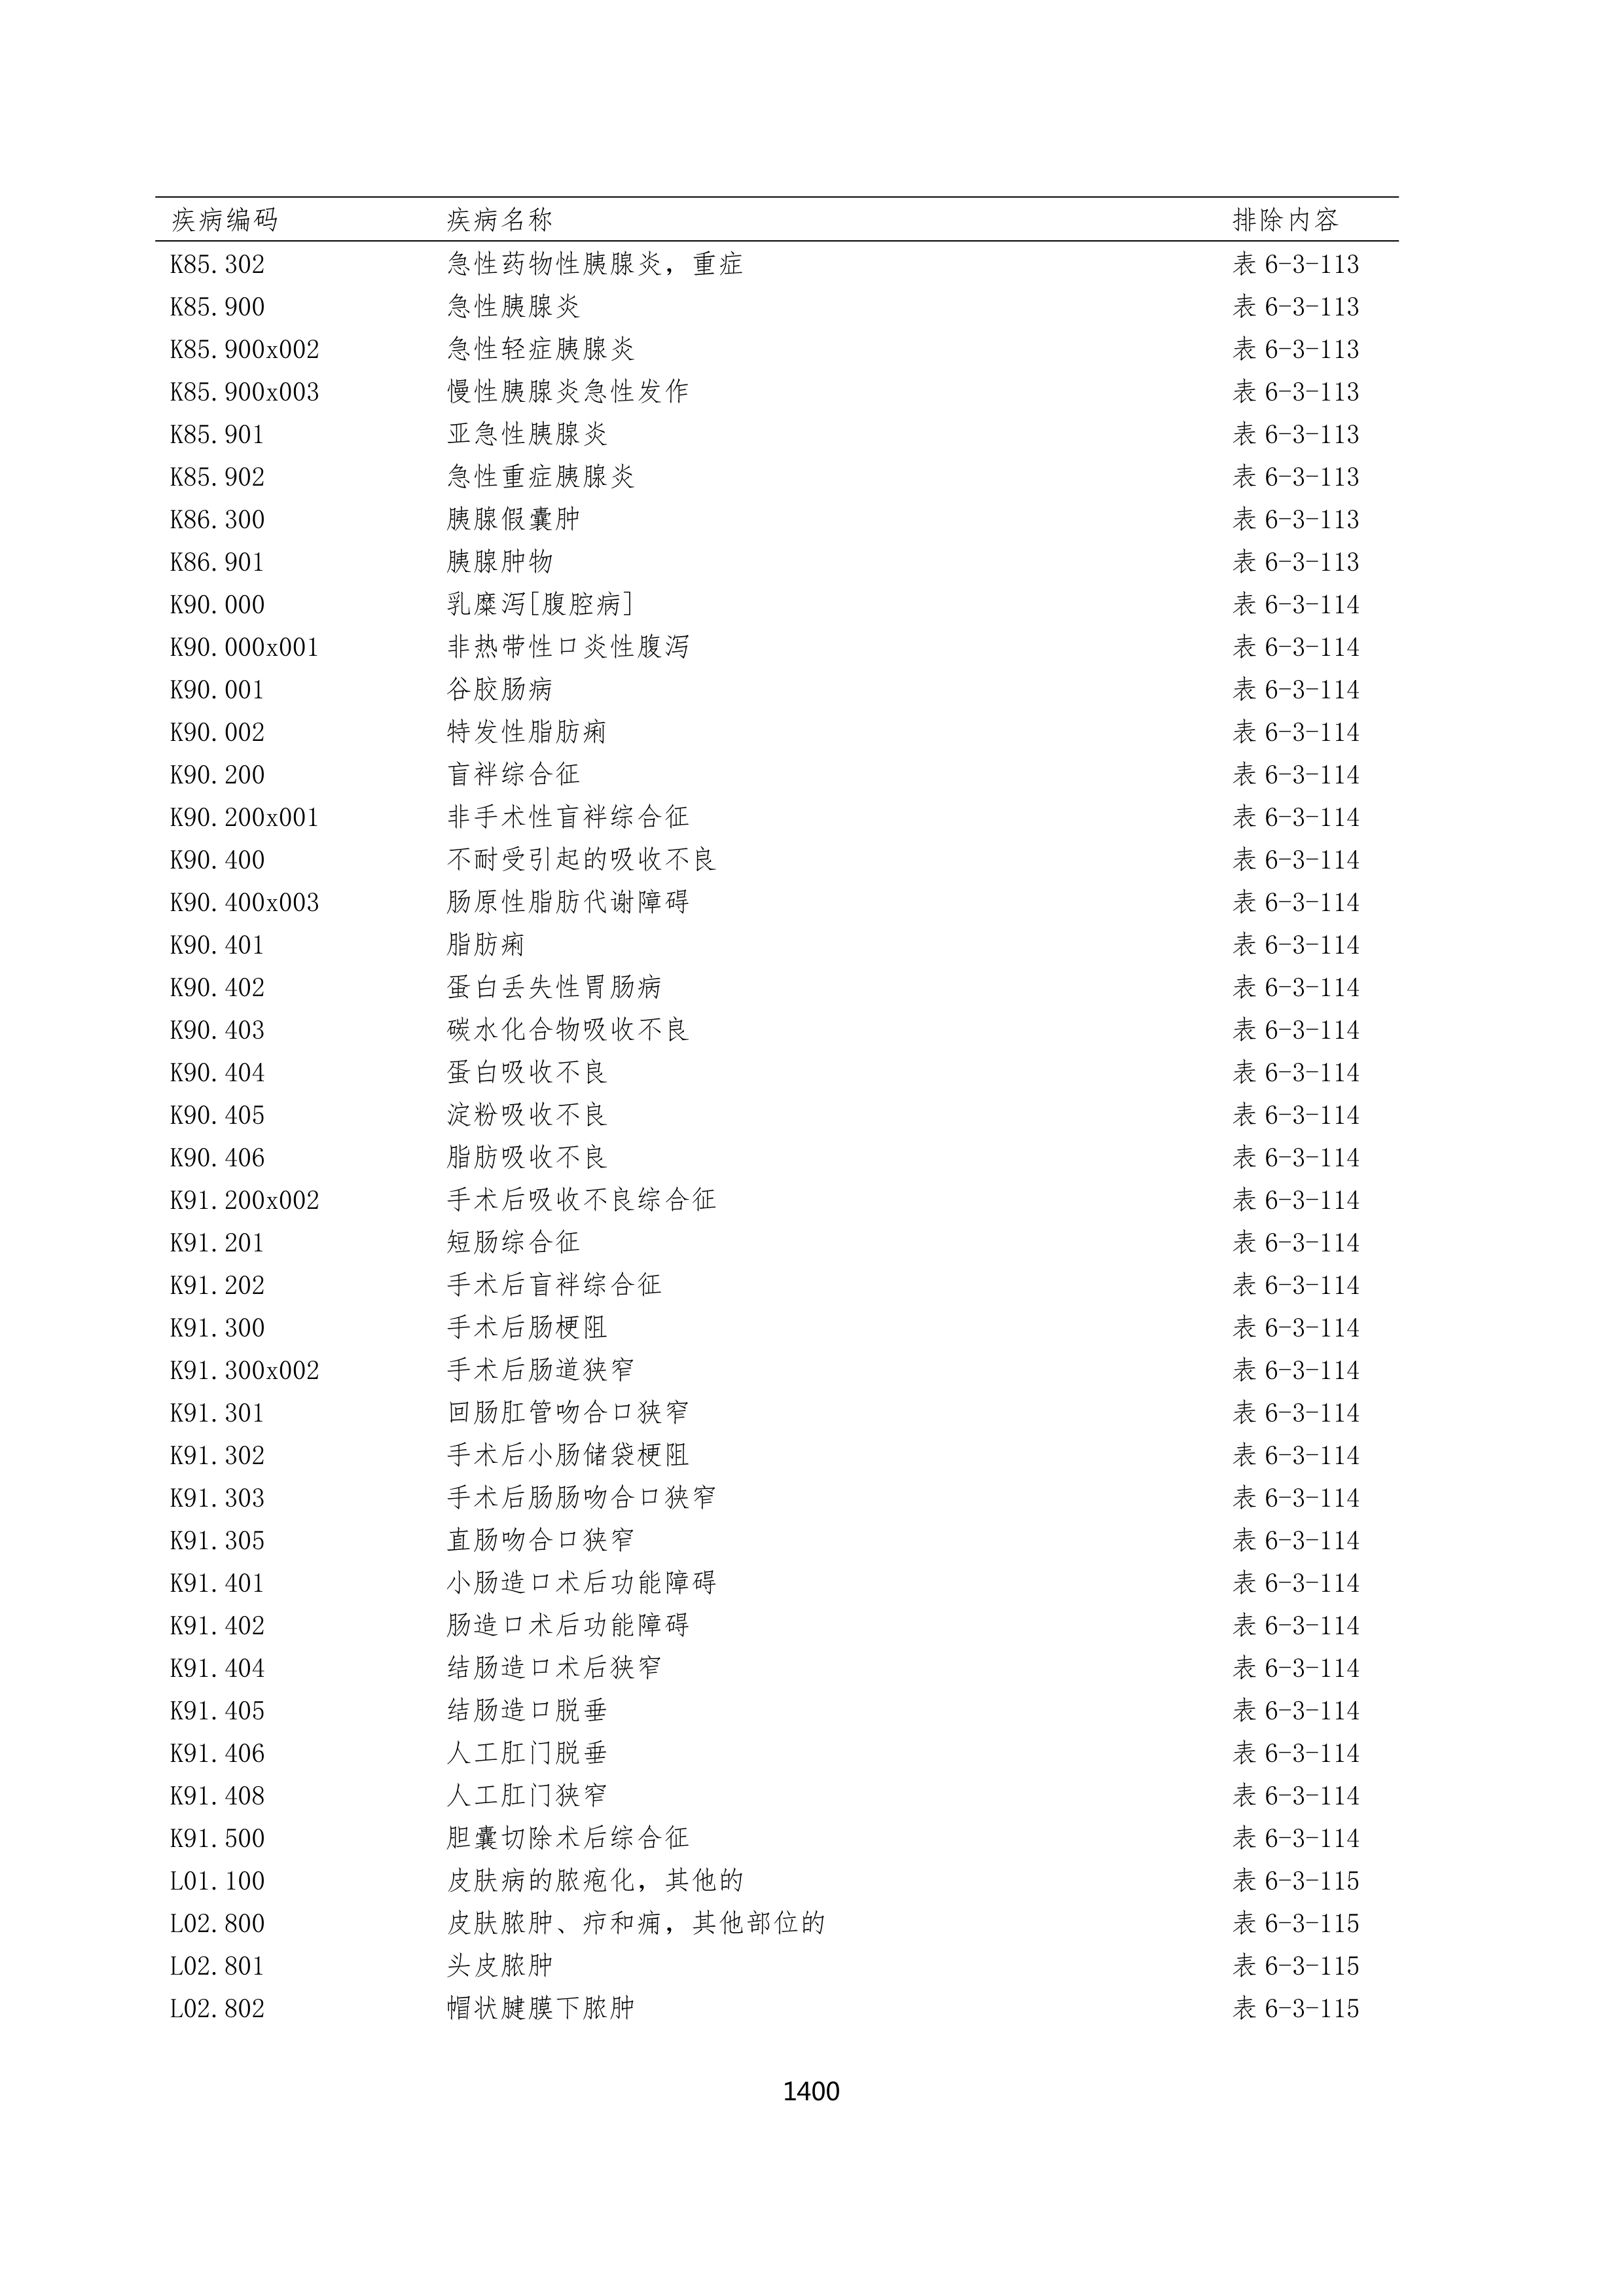 疾病编码 疾病名称 排除内容
K85.302 急性药物性胰腺炎，重症 表 6-3-113
K85.900 急性胰腺炎 表 6-3-113
K85.900x002 急性轻症胰腺炎 表 6-3-113
K85.900x003 慢性胰腺炎急性发作 表 6-3-113
K85.901 亚急性胰腺炎 表 6-3-113
K85.902 急性重症胰腺炎 表 6-3-113
K86.300 胰腺假囊肿 表 6-3-113
K86.901 胰腺肿物 表 6-3-113
K90.000 乳糜泻[腹腔病] 表 6-3-114
K90.000x001 非热带性口炎性腹泻 表 6-3-114
K90.001 谷胶肠病 表 6-3-114
K90.002 特发性脂肪痢 表 6-3-114
K90.200 盲袢综合征 表 6-3-114
K90.200x001 非手术性盲袢综合征 表 6-3-114
K90.400 不耐受引起的吸收不良 表 6-3-114
K90.400x003 肠原性脂肪代谢障碍 表 6-3-114
K90.401 脂肪痢 表 6-3-114
K90.402 蛋白丢失性胃肠病 表 6-3-114
K90.403 碳水化合物吸收不良 表 6-3-114
K90.404 蛋白吸收不良 表 6-3-114
K90.405 淀粉吸收不良 表 6-3-114
K90.406 脂肪吸收不良 表 6-3-114
K91.200x002 手术后吸收不良综合征 表 6-3-114
K91.201 短肠综合征 表 6-3-114
K91.202 手术后盲袢综合征 表 6-3-114
K91.300 手术后肠梗阻 表 6-3-114
K91.300x002 手术后肠道狭窄 表 6-3-114
K91.301 回肠肛管吻合口狭窄 表 6-3-114
K91.302 手术后小肠储袋梗阻 表 6-3-114
K91.303 手术后肠肠吻合口狭窄 表 6-3-114
K91.305 直肠吻合口狭窄 表 6-3-114
K91.401 小肠造口术后功能障碍 表 6-3-114
K91.402 肠造口术后功能障碍 表 6-3-114
K91.404 结肠造口术后狭窄 表 6-3-114
K91.405 结肠造口脱垂 表 6-3-114
K91.406 人工肛门脱垂 表 6-3-114
K91.408 人工肛门狭窄 表 6-3-114
K91.500 胆囊切除术后综合征 表 6-3-114
L01.100 皮肤病的脓疱化，其他的 表 6-3-115
L02.800 皮肤脓肿、疖和痈，其他部位的 表 6-3-115
L02.801 头皮脓肿 表 6-3-115
L02.802 帽状腱膜下脓肿 表 6-3-115
1400